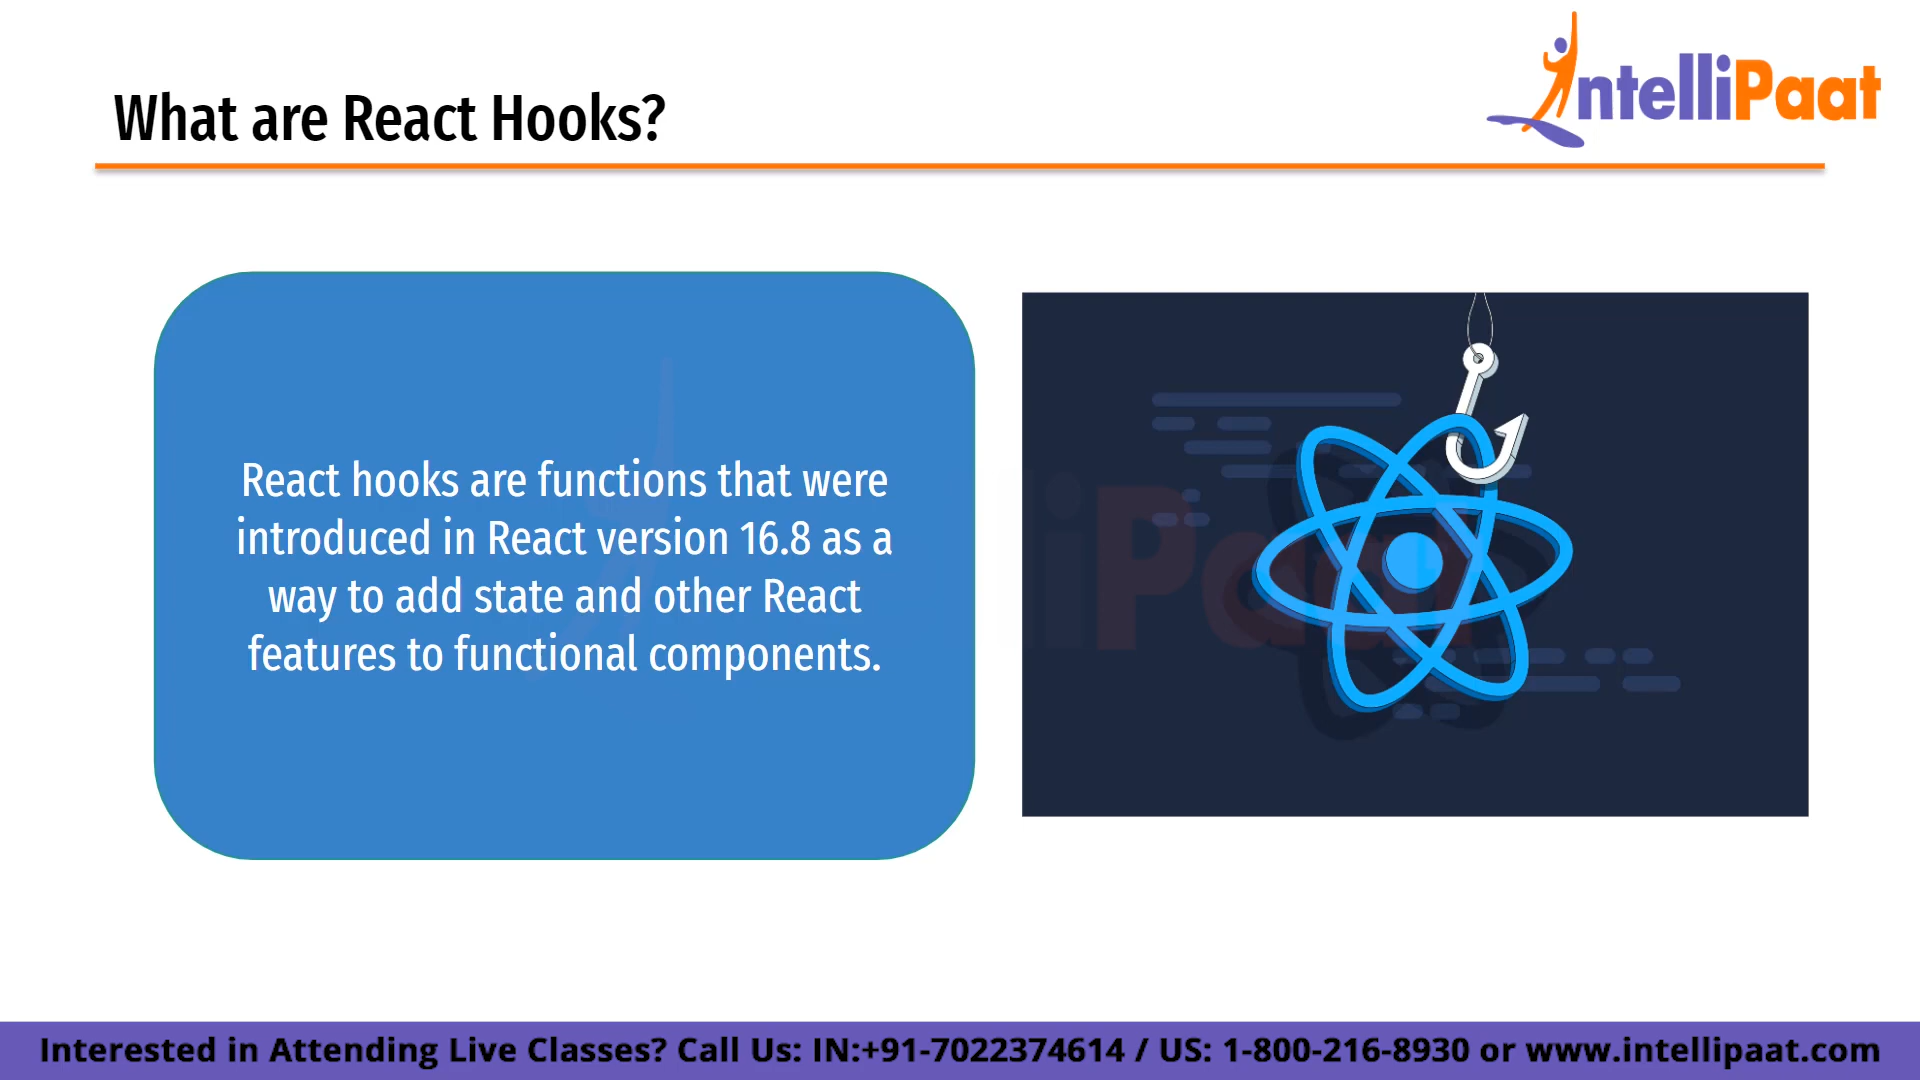 What are React Hooks?
IntelliPaat
React hooks are functions that were
introduced in React version 16.8 as a
way to add state and other React
features to functional components.
Interested in Attending Live Classes? Call Us: IN:+91-7022374614 / US: 1-800-216-8930 or www.intellipaat.com